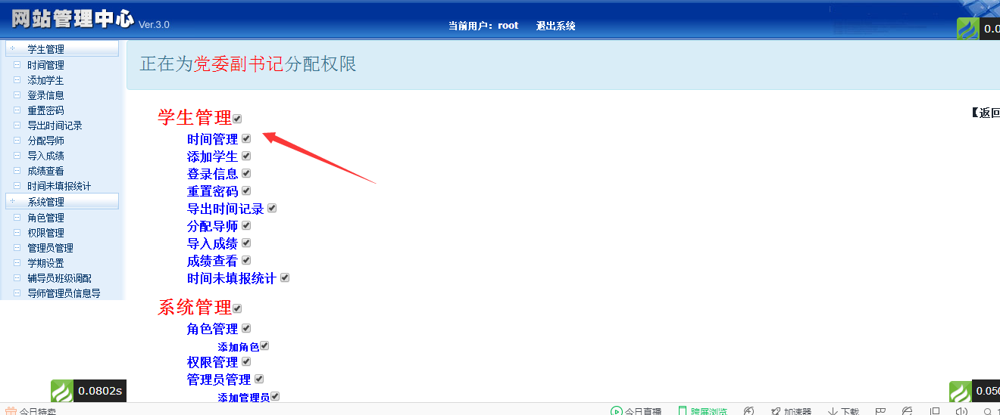 网站管理中心 Ver.3.0
当前用户：root 退出系统
0.0
学生管理
时间管理
添加学生
登录信息
重置密码
导出时间记录
分配导师
导入成绩
成绩查看
时间未填报统计
系统管理
角色管理
权限管理
管理员管理
学期设置
辅导员班级调配
导师管理员信息导
正在为党委副书记分配权限
【返回
学生管理
时间管理
添加学生
登录信息
重置密码
导出时间记录
分配导师
导入成绩
成绩查看
时间未填报统计
系统管理
角色管理
添加角色
权限管理
管理员管理
添加管理员
0.0802s
0.050
今日特卖
今日直播 跨屏浏览 加速器 下载